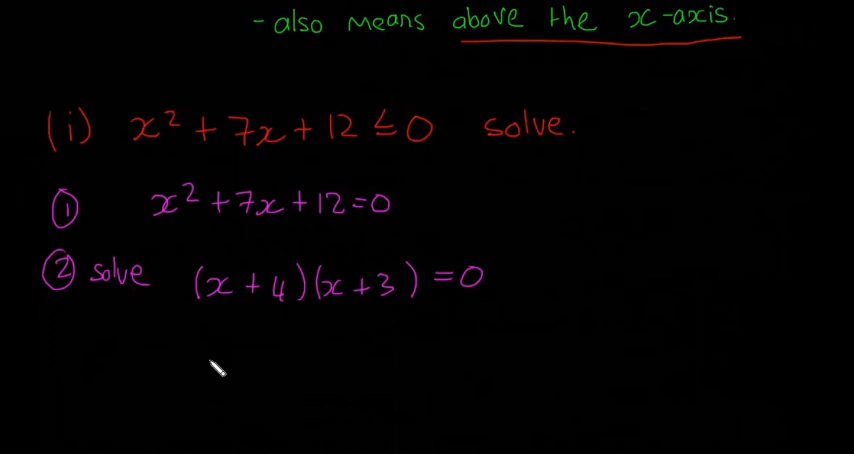 - also means above the x-axis.
(i) x² + 7x + 12 ≤ 0 solve.
① x² + 7x + 12 = 0
② solve (x + 4)(x + 3) = 0